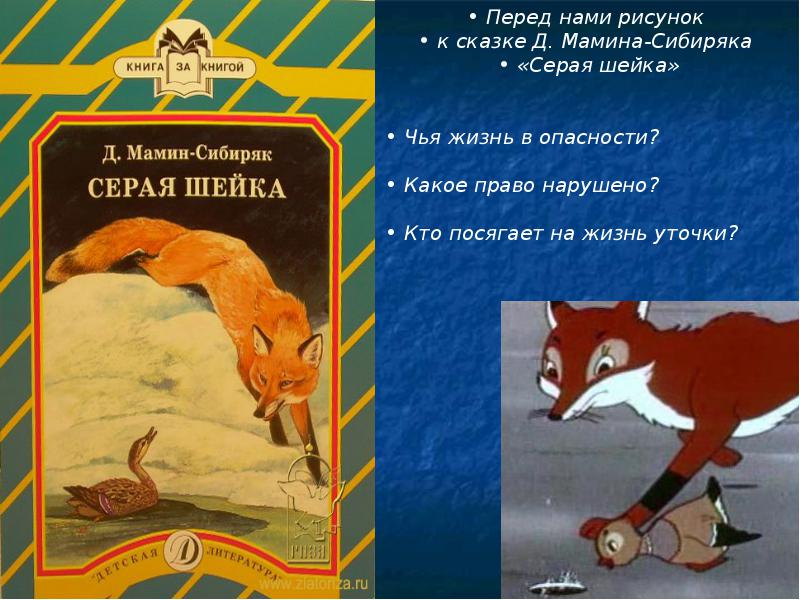 КНИГА ЗА КНИГОЙ
Д. Мамин-Сибиряк
СЕРАЯ ШЕЙКА
"ДЕТСКАЯ ЛИТЕРАТУРА"
www.zlatonza.ru
• Перед нами рисунок
• к сказке Д. Мамина-Сибиряка
• «Серая шейка»
• Чья жизнь в опасности?
• Какое право нарушено?
• Кто посягает на жизнь уточки?